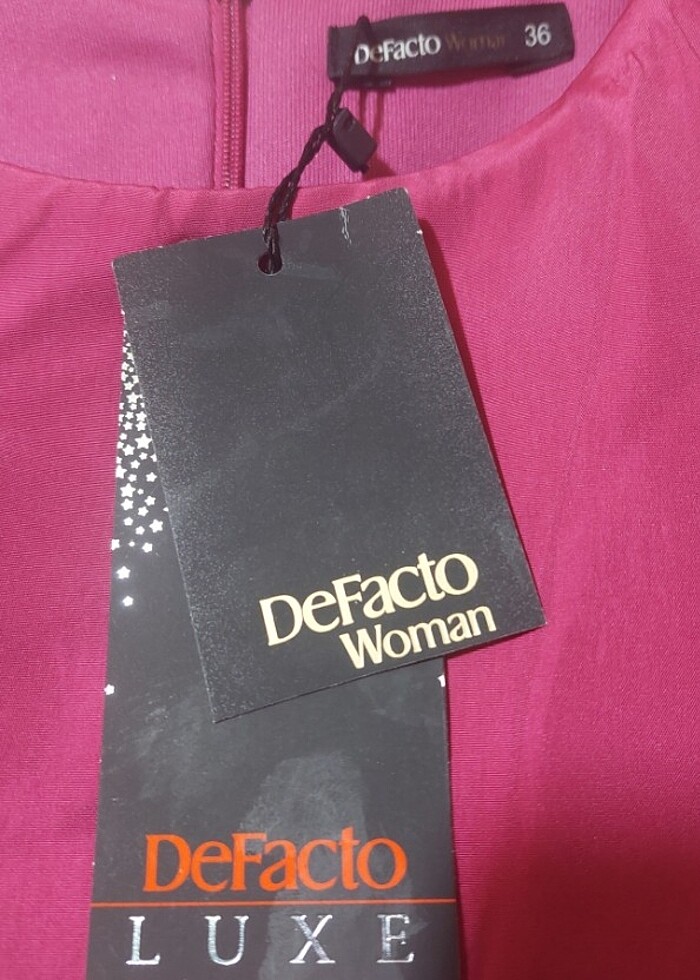 DeFacto Woman 36
DeFacto
Woman
DeFacto
LUXE